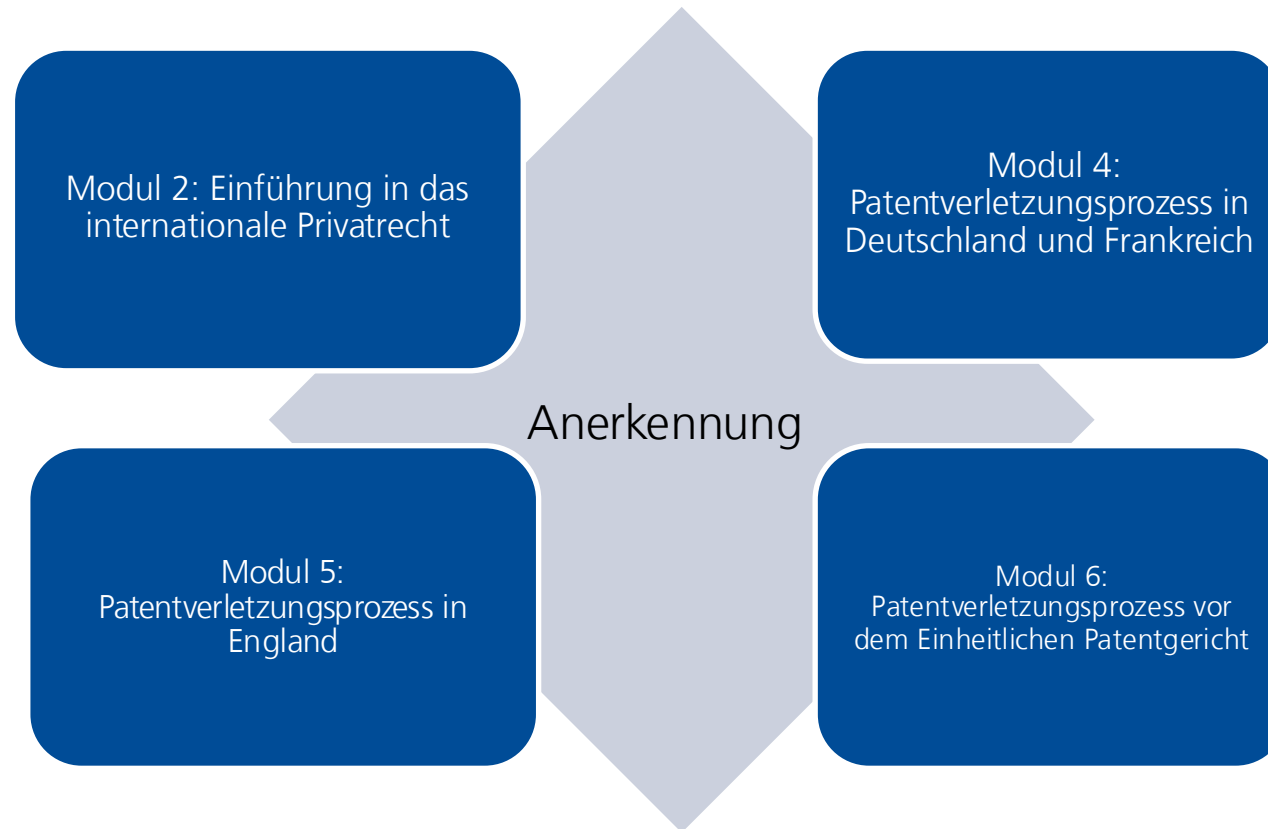 Modul 2: Einführung in das
internationale Privatrecht
Modul 4:
Patentverletzungsprozess in
Deutschland und Frankreich
Anerkennung
Modul 5:
Patentverletzungsprozess in
England
Modul 6:
Patentverletzungsprozess vor
dem Einheitlichen Patentgericht